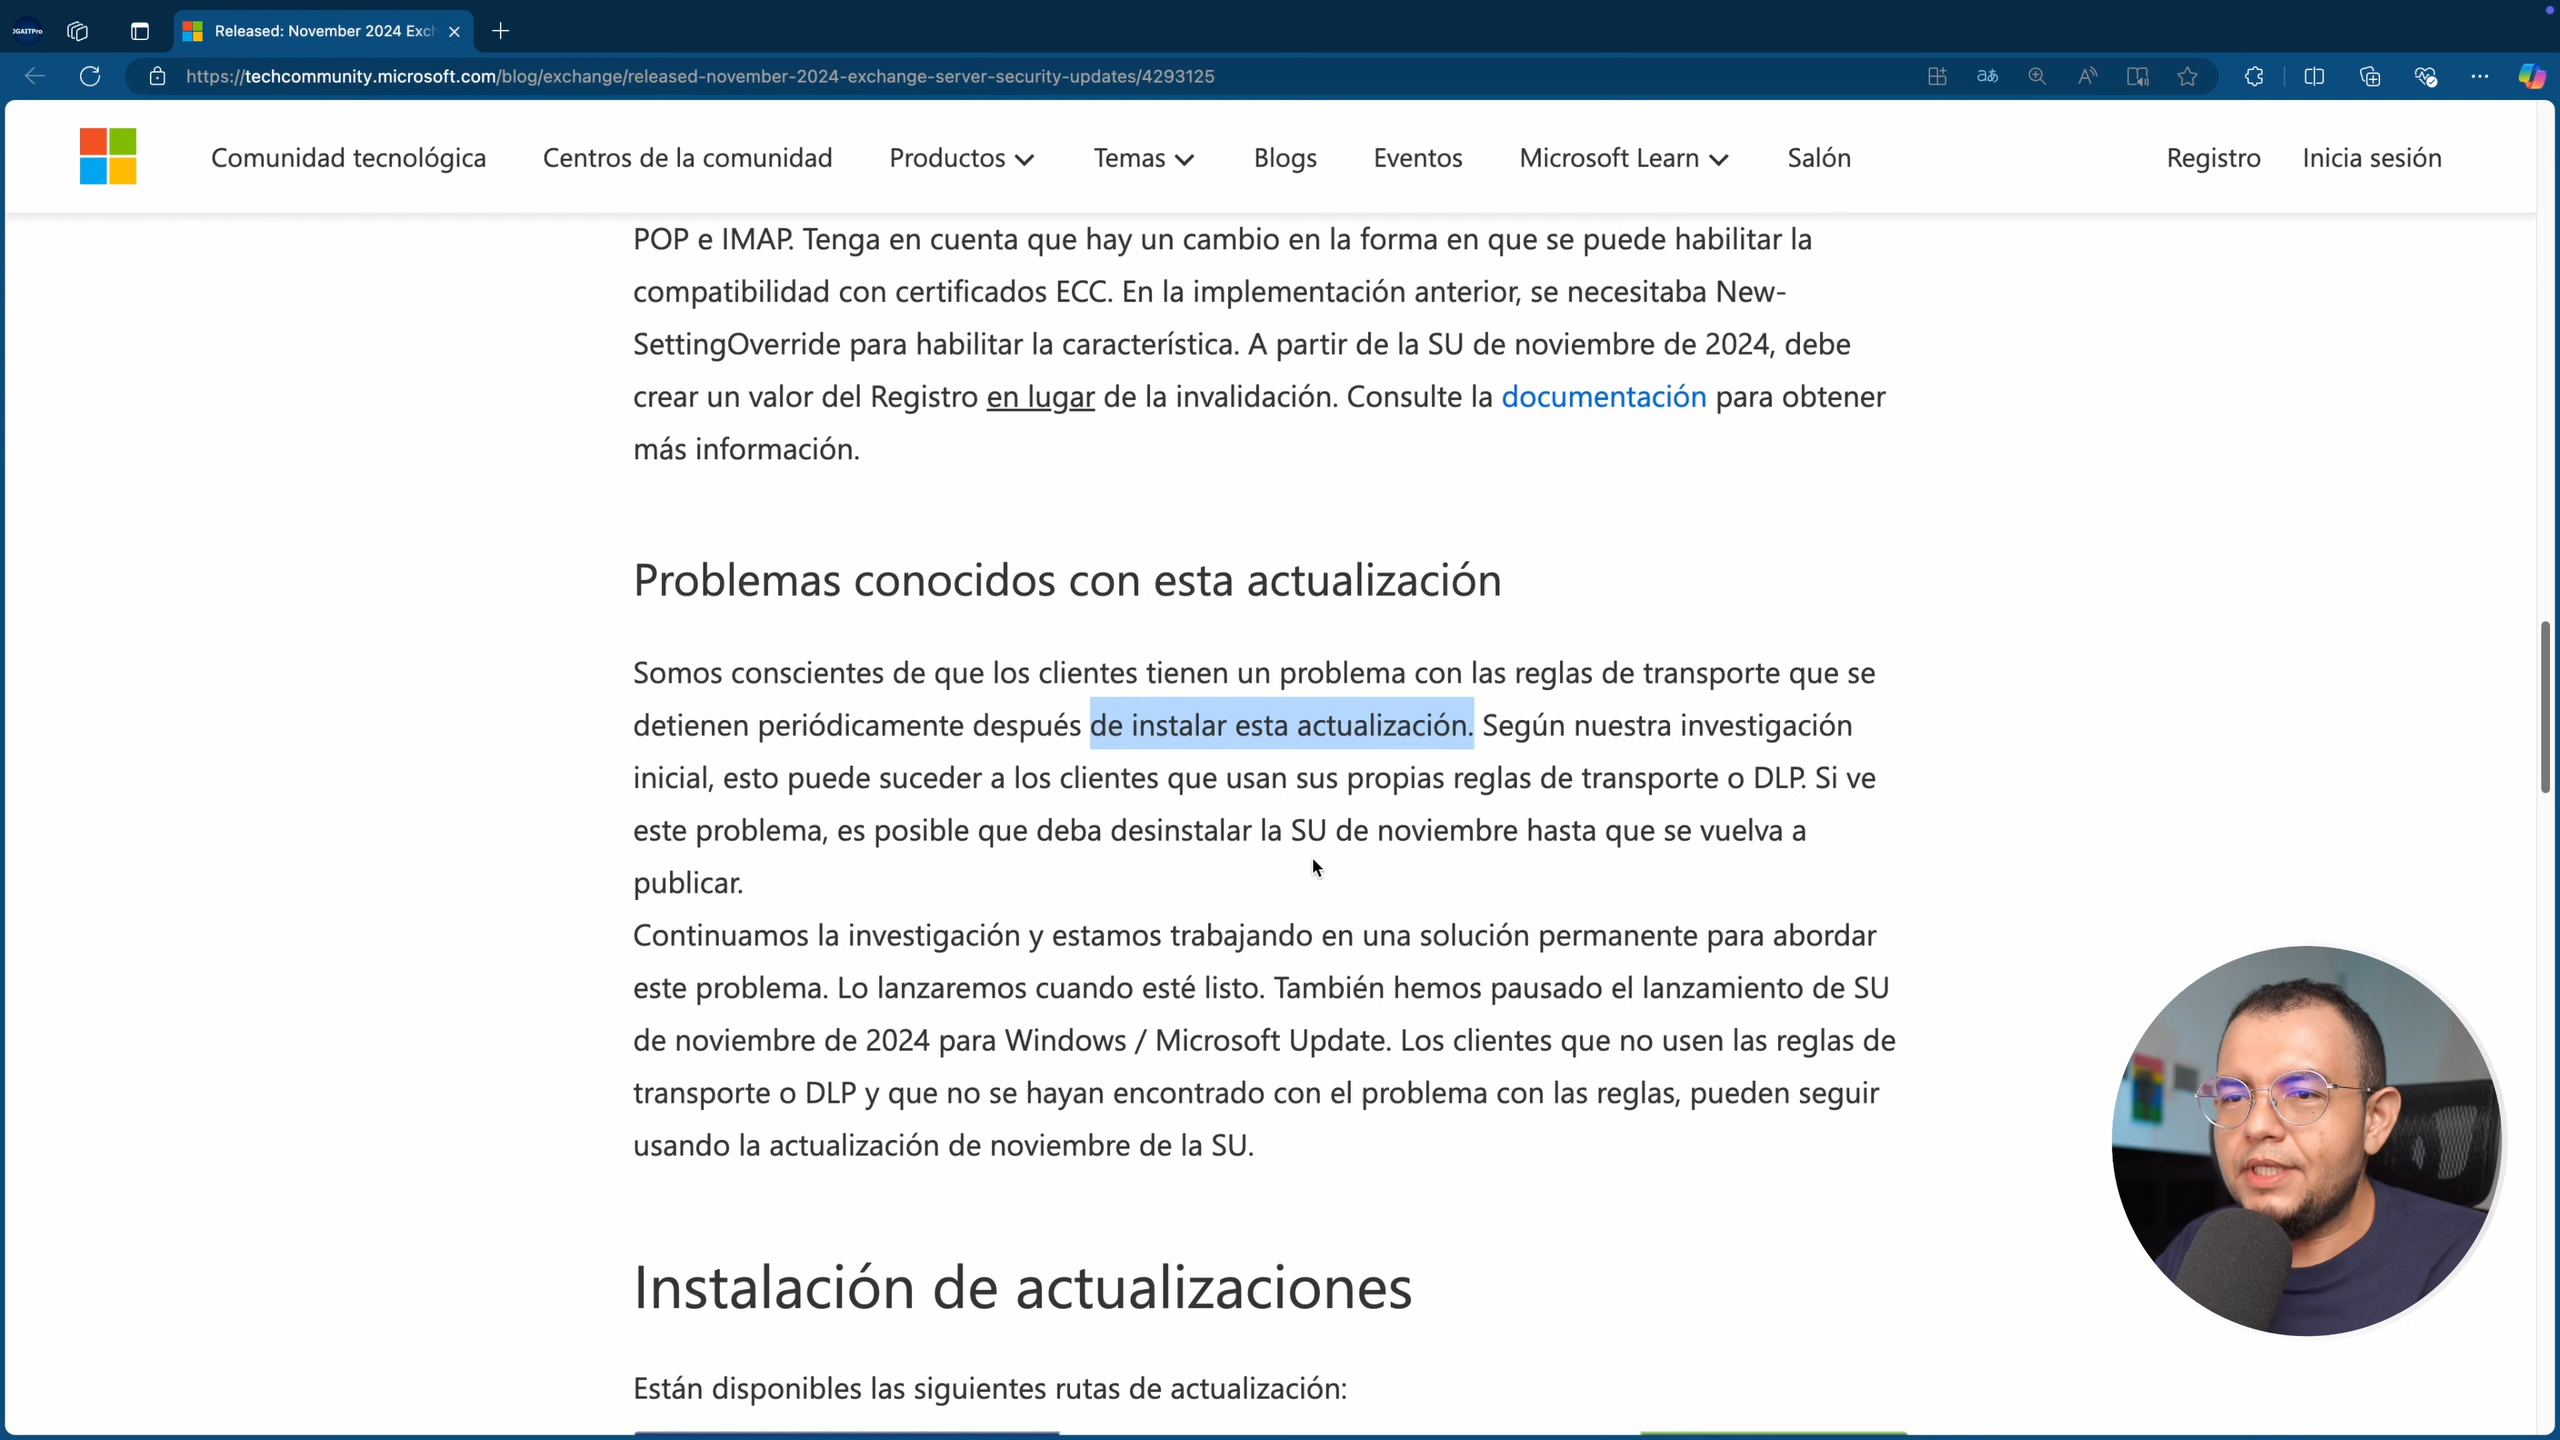 JGAITPro
Released: November 2024 Exch
https://techcommunity.microsoft.com/blog/exchange/released-november-2024-exchange-server-security-updates/4293125
Comunidad tecnológica Centros de la comunidad Productos Temas Blogs Eventos Microsoft Learn Salón Registro Inicia sesión
POP e IMAP. Tenga en cuenta que hay un cambio en la forma en que se puede habilitar la
compatibilidad con certificados ECC. En la implementación anterior, se necesitaba New-
SettingOverride para habilitar la característica. A partir de la SU de noviembre de 2024, debe
crear un valor del Registro en lugar de la invalidación. Consulte la documentación para obtener
más información.
Problemas conocidos con esta actualización
Somos conscientes de que los clientes tienen un problema con las reglas de transporte que se
detienen periódicamente después de instalar esta actualización. Según nuestra investigación
inicial, esto puede suceder a los clientes que usan sus propias reglas de transporte o DLP. Si ve
este problema, es posible que deba desinstalar la SU de noviembre hasta que se vuelva a
publicar.
Continuamos la investigación y estamos trabajando en una solución permanente para abordar
este problema. Lo lanzaremos cuando esté listo. También hemos pausado el lanzamiento de SU
de noviembre de 2024 para Windows / Microsoft Update. Los clientes que no usen las reglas de
transporte o DLP y que no se hayan encontrado con el problema con las reglas, pueden seguir
usando la actualización de noviembre de la SU.
Instalación de actualizaciones
Están disponibles las siguientes rutas de actualización: